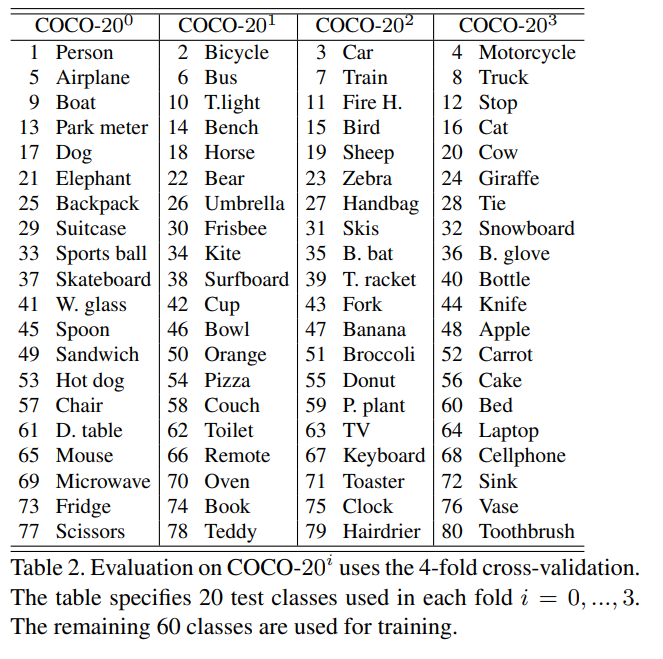 COCO-20⁰ COCO-20¹ COCO-20² COCO-20³
1 Person 2 Bicycle 3 Car 4 Motorcycle
5 Airplane 6 Bus 7 Train 8 Truck
9 Boat 10 T.light 11 Fire H. 12 Stop
13 Park meter 14 Bench 15 Bird 16 Cat
17 Dog 18 Horse 19 Sheep 20 Cow
21 Elephant 22 Bear 23 Zebra 24 Giraffe
25 Backpack 26 Umbrella 27 Handbag 28 Tie
29 Suitcase 30 Frisbee 31 Skis 32 Snowboard
33 Sports ball 34 Kite 35 B. bat 36 B. glove
37 Skateboard 38 Surfboard 39 T. racket 40 Bottle
41 W. glass 42 Cup 43 Fork 44 Knife
45 Spoon 46 Bowl 47 Banana 48 Apple
49 Sandwich 50 Orange 51 Broccoli 52 Carrot
53 Hot dog 54 Pizza 55 Donut 56 Cake
57 Chair 58 Couch 59 P. plant 60 Bed
61 D. table 62 Toilet 63 TV 64 Laptop
65 Mouse 66 Remote 67 Keyboard 68 Cellphone
69 Microwave 70 Oven 71 Toaster 72 Sink
73 Fridge 74 Book 75 Clock 76 Vase
77 Scissors 78 Teddy 79 Hairdrier 80 Toothbrush
Table 2. Evaluation on COCO-20ⁱ uses the 4-fold cross-validation.
The table specifies 20 test classes used in each fold i = 0, ..., 3.
The remaining 60 classes are used for training.